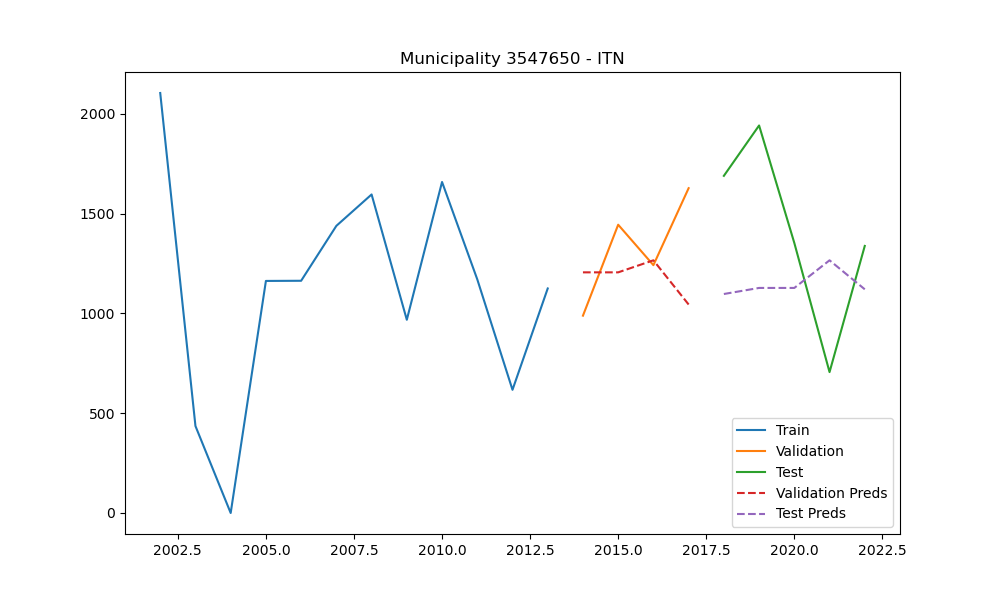 Municipality 3547650 - ITN
2000
1500
1000
500
0
Train
Validation
Test
Validation Preds
Test Preds
2002.5 2005.0 2007.5 2010.0 2012.5 2015.0 2017.5 2020.0 2022.5